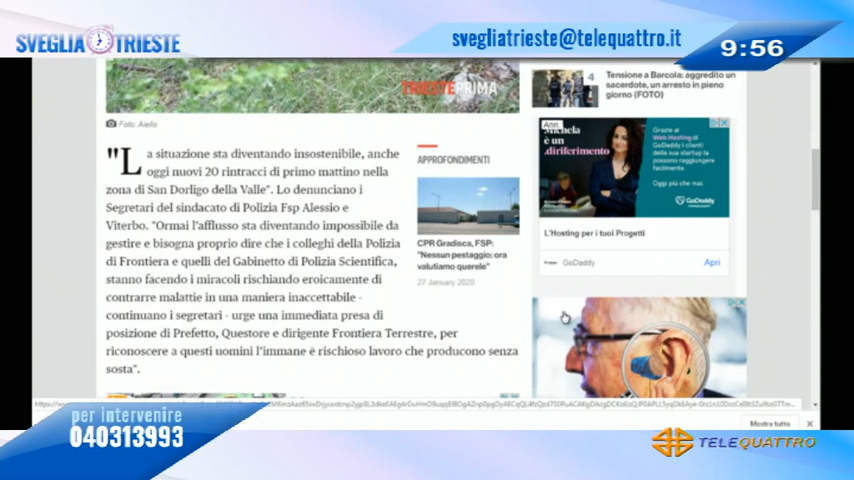 SVEGLIA TRIESTE
svegliatrieste@telequattro.it
9:56
TRIESTEPRIMA
Foto: Aiello
"La situazione sta diventando insostenibile, anche
oggi nuovi 20 rintracci di primo mattino nella
zona di San Dorligo della Valle". Lo denunciano i
Segretari del sindacato di Polizia Fsp Alessio e
Viterbo. "Ormai l'afflusso sta diventando impossibile da
gestire e bisogna proprio dire che i colleghi della Polizia
di Frontiera e quelli del Gabinetto di Polizia Scientifica,
stanno facendo i miracoli rischiando eroicamente di
contrarre malattie in una maniera inaccettabile -
continuano i segretari - urge una immediata presa di
posizione di Prefetto, Questore e dirigente Frontiera Terrestre, per
riconoscere a questi uomini l'immane è rischioso lavoro che producono senza
sosta".
APPROFONDIMENTI
CPR Gradisca, FSP:
"Nessun pestaggio: ora
valutiamo querele"
27 January 2020
4
Tensione a Barcola: aggredito un
sacerdote, un arresto in pieno
giorno (FOTO)
Ann.
Michela
è un
.diriferimento
Grazie al
Web Hosting di
GoDaddy i clienti
della sua startup la
possono raggiungere
facilmente.
Oggi più che mai.
GoDaddy
L'Hosting per i tuoi Progetti
GoDaddy
Apri
Mostra tutto
per intervenire
040313993
TELEQUATTRO